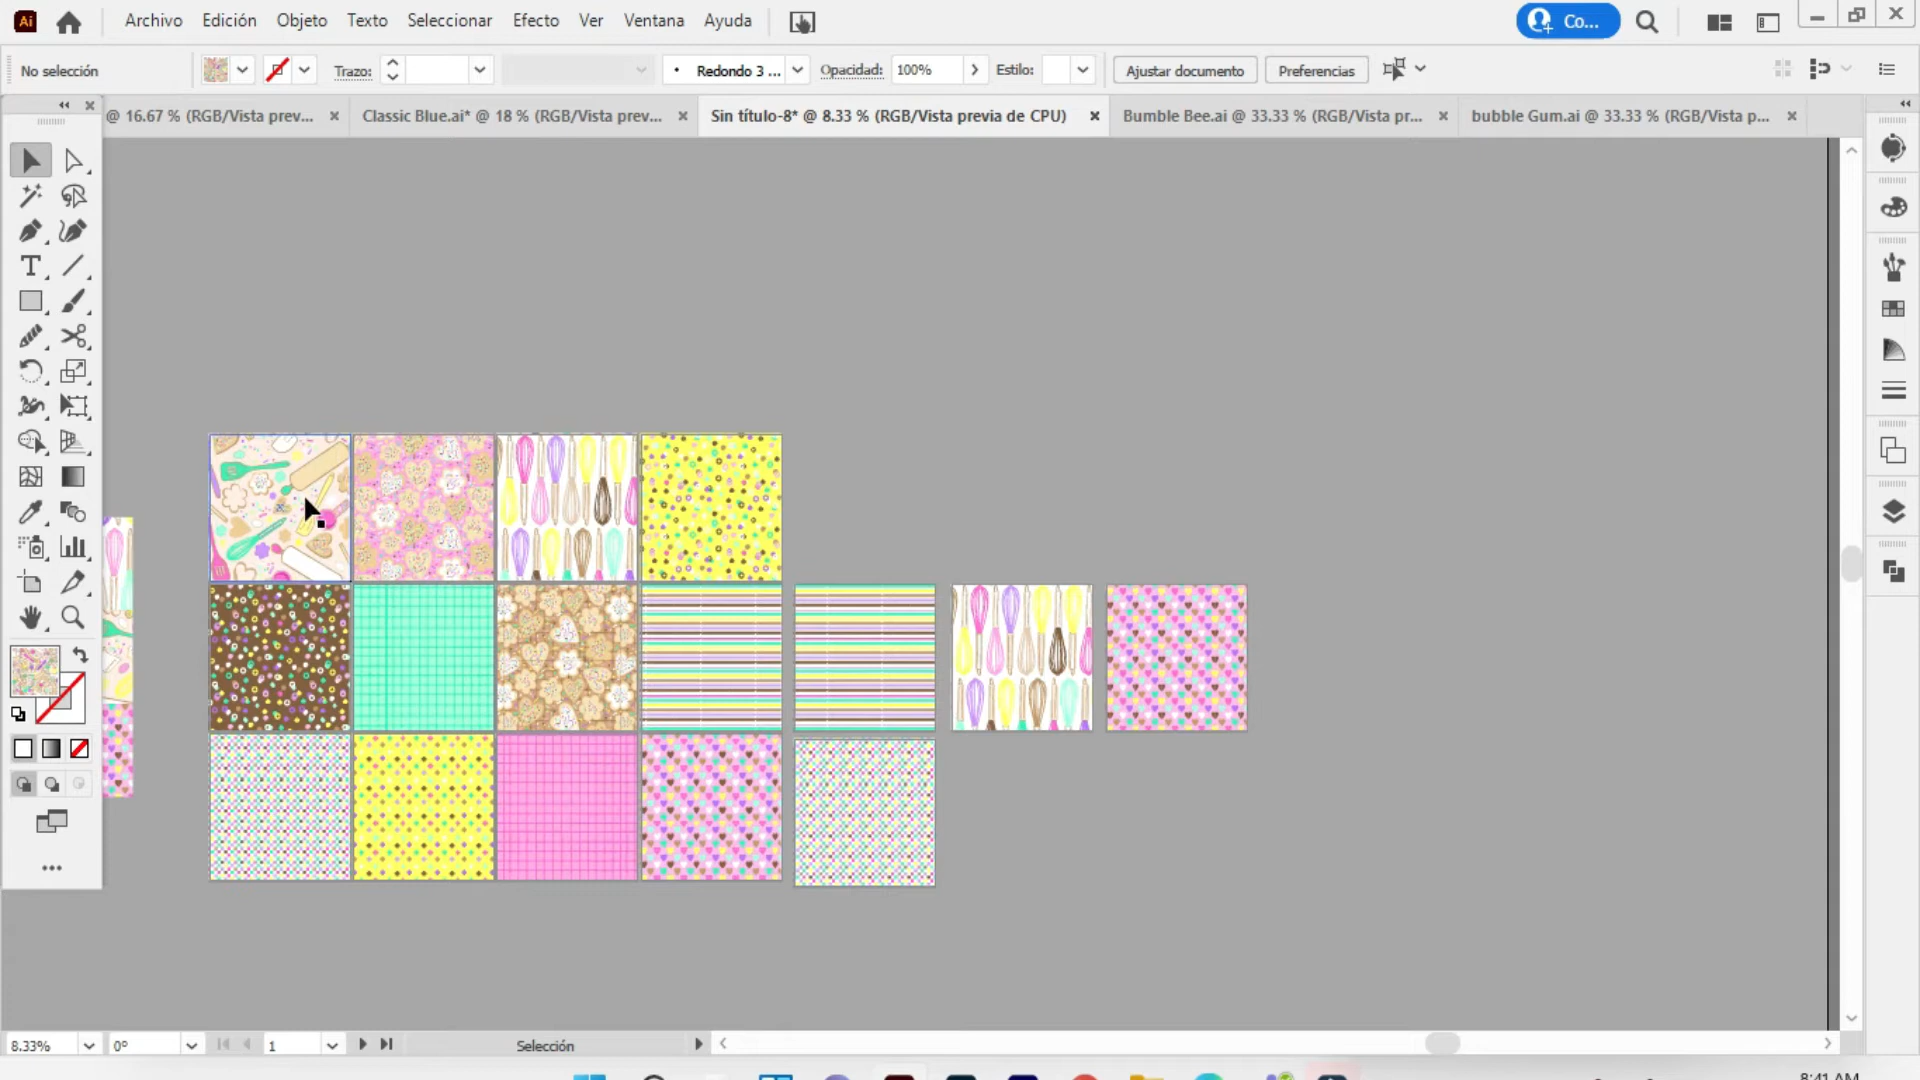 Ai Archivo Edición Objeto Texto Seleccionar Efecto Ver Ventana Ayuda Co...
No selección Trazo: Redondo 3 ... Opacidad: 100% Estilo: Ajustar documento Preferencias
@ 16.67 % (RGB/Vista prev... Classic Blue.ai* @ 18 % (RGB/Vista prev... Sin título-8* @ 8.33 % (RGB/Vista previa de CPU) Bumble Bee.ai @ 33.33 % (RGB/Vista pr... bubble Gum.ai @ 33.33 % (RGB/Vista p...
8.33% 0° 1 Selección
8:41 AM